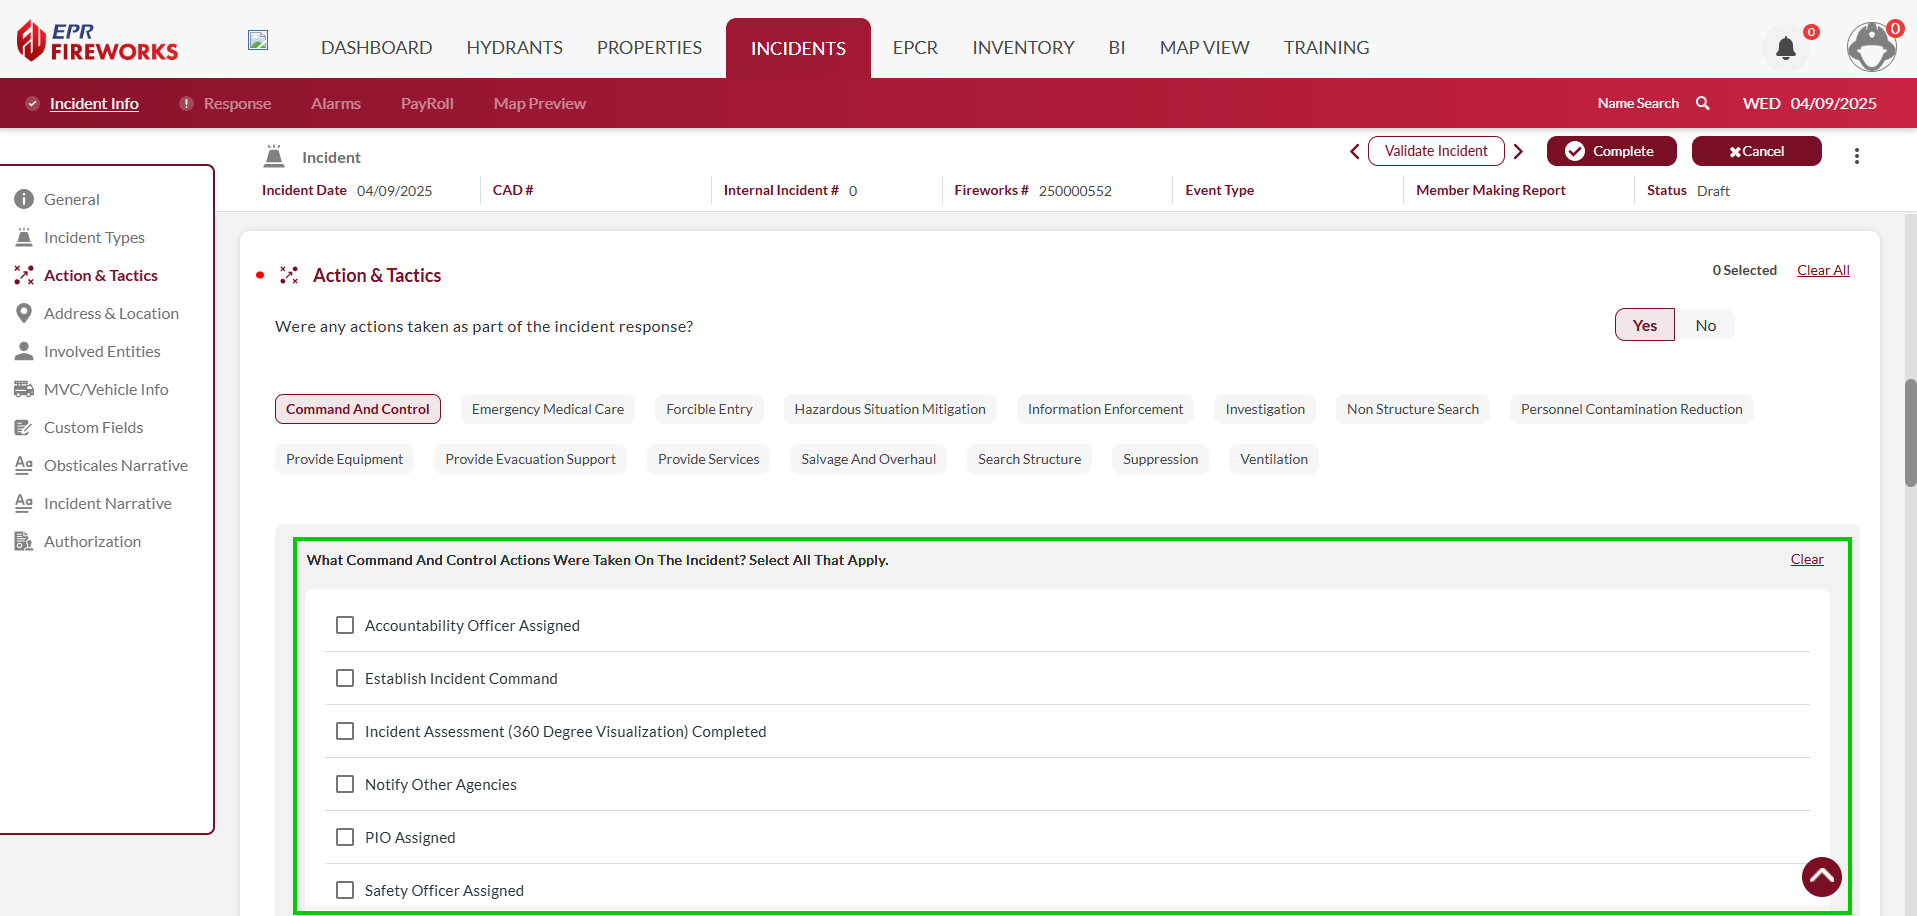 EPR
FIREWORKS
DASHBOARD HYDRANTS PROPERTIES INCIDENTS EPCR INVENTORY BI MAP VIEW TRAINING
0
0
Incident Info Response Alarms PayRoll Map Preview Name Search WED 04/09/2025
Incident
Validate Incident Complete Cancel
Incident Date 04/09/2025 CAD # Internal Incident # 0 Fireworks # 250000552 Event Type Member Making Report Status Draft
General
Incident Types
Action & Tactics
Address & Location
Involved Entities
MVC/Vehicle Info
Custom Fields
Obsticales Narrative
Incident Narrative
Authorization
Action & Tactics
0 Selected Clear All
Were any actions taken as part of the incident response?
Yes No
Command And Control Emergency Medical Care Forcible Entry Hazardous Situation Mitigation Information Enforcement Investigation Non Structure Search Personnel Contamination Reduction
Provide Equipment Provide Evacuation Support Provide Services Salvage And Overhaul Search Structure Suppression Ventilation
What Command And Control Actions Were Taken On The Incident? Select All That Apply.
Clear
Accountability Officer Assigned
Establish Incident Command
Incident Assessment (360 Degree Visualization) Completed
Notify Other Agencies
PIO Assigned
Safety Officer Assigned